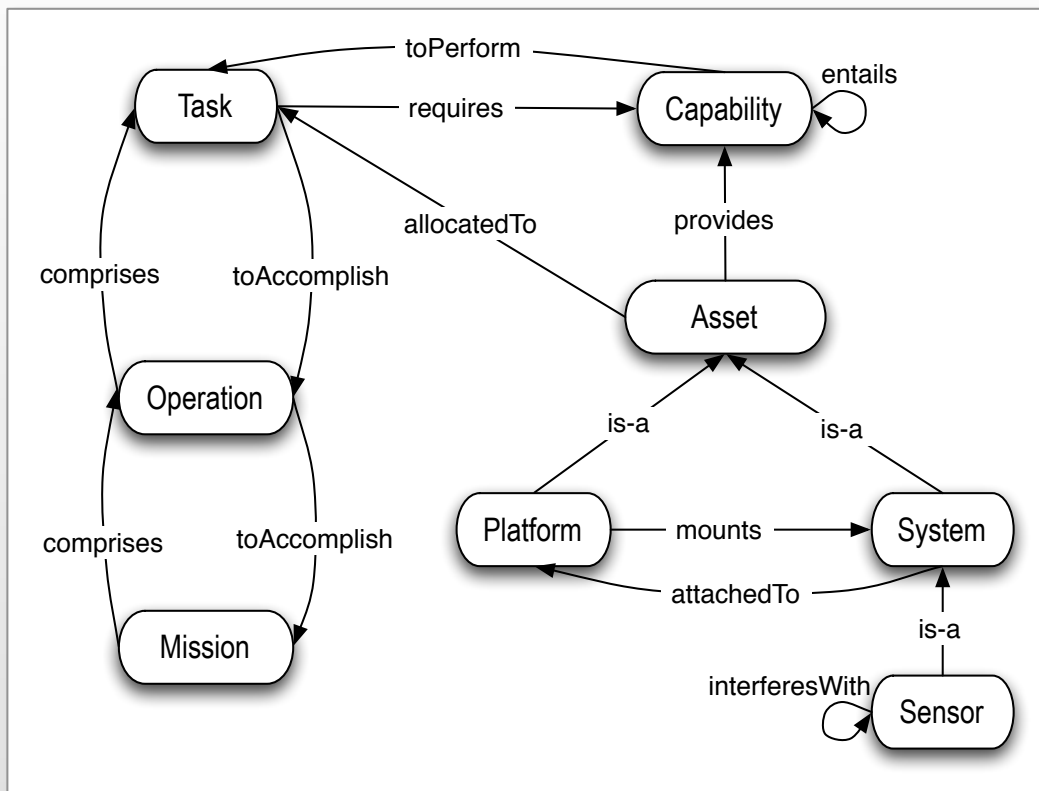 toPerform
entails
Task
requires
Capability
allocatedTo
provides
comprises
toAccomplish
Asset
Operation
is-a
is-a
Platform
mounts
System
comprises
toAccomplish
attachedTo
is-a
Mission
interferesWith
Sensor